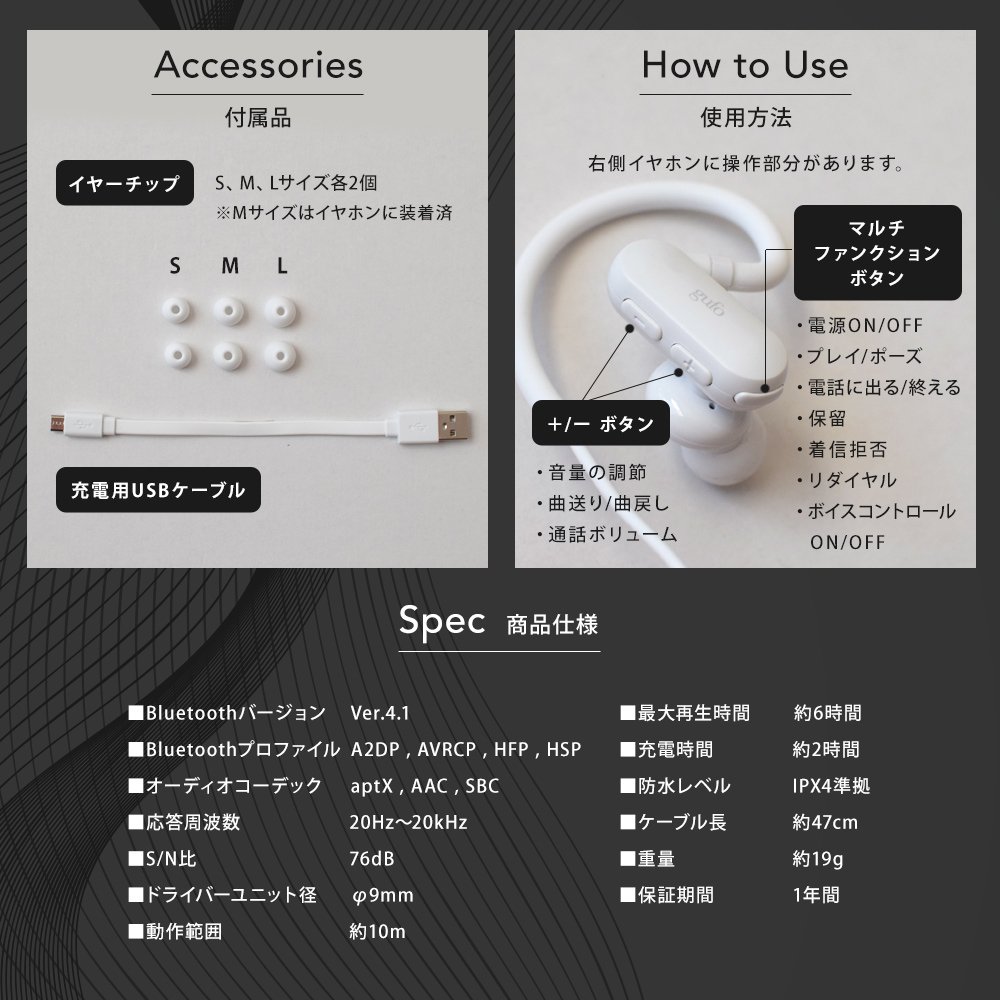 Accessories
付属品
イヤーチップ
S、M、Lサイズ各2個
※Mサイズはイヤホンに装着済
S M L
充電用USBケーブル
How to Use
使用方法
右側イヤホンに操作部分があります。
gufo
マルチ
ファンクション
ボタン
・電源ON/OFF
・プレイ/ポーズ
・電話に出る/終える
・保留
・着信拒否
・リダイヤル
・ボイスコントロール
ON/OFF
+/ー ボタン
・音量の調節
・曲送り/曲戻し
・通話ボリューム
Spec 商品仕様
■Bluetoothバージョン Ver.4.1
■Bluetoothプロファイル A2DP , AVRCP , HFP , HSP
■オーディオコーデック aptX , AAC , SBC
■応答周波数 20Hz〜20kHz
■S/N比 76dB
■ドライバーユニット径 φ9mm
■動作範囲 約10m
■最大再生時間 約6時間
■充電時間 約2時間
■防水レベル IPX4準拠
■ケーブル長 約47cm
■重量 約19g
■保証期間 1年間